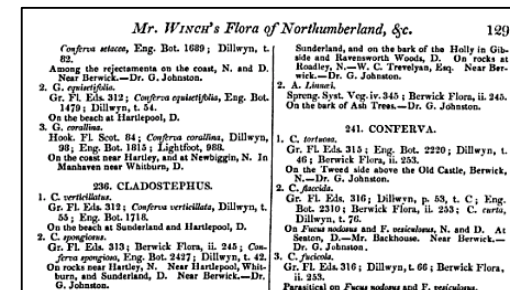 Mr. WINCH's Flora of Northumberland, &c. 129
Conferva setacea, Eng. Bot. 1689; Dillwyn, t.
82.
Among the rejectamenta on the coast, N. and D.
Near Berwick.—Dr. G. Johnston.
2. G. equisetifolia.
Gr. Fl. Eds. 312; Conferva equisetifolia, Eng. Bot.
1479; Dillwyn, t. 54.
On the beach at Hartlepool, D.
3. G. corallina.
Hook. Fl. Scot. 84; Conferva corallina, Dillwyn,
98; Eng. Bot. 1815; Lightfoot, 988.
On the coast near Hartley, and at Newbiggin, N. In
Manhaven near Whitburn, D.
236. CLADOSTEPHUS.
1. C. verticillatus.
Gr. Fl. Eds. 312; Conferva verticillata, Dillwyn, t.
55; Eng. Bot. 1718.
On the beach at Sunderland and Hartlepool, D.
2. C. spongiosus.
Gr. Fl. Eds. 313; Berwick Flora, ii. 245; Con-
ferva spongiosa, Eng. Bot. 2427; Dillwyn, t. 42.
On rocks near Hartley, N. Near Hartlepool, Whit-
burn, and Sunderland, D. Near Berwick.—Dr.
G. Johnston.
Sunderland, and on the bark of the Holly in Gib-
side and Ravensworth Woods, D. On rocks at
Roadley, N.—W. C. Trevelyan, Esq. Near Ber-
wick.—Dr. G. Johnston.
2. A. Linnæi.
Spreng. Syst. Veg. iv. 345; Berwick Flora, ii. 245.
On the bark of Ash Trees.—Dr. G. Johnston.
241. CONFERVA.
1. C. tortuosa.
Gr. Fl. Eds. 315; Eng. Bot. 2220; Dillwyn, t.
46; Berwick Flora, ii. 253.
On the Tweed side above the Old Castle, Berwick,
N.—Dr. G. Johnston.
2. C. flaccida.
Gr. Fl. Eds. 316; Dillwyn, p. 53, t. C; Eng.
Bot. 2310; Berwick Flora, ii. 253; C. curta,
Dillwyn, t. 76.
On Fucus nodosus and F. vesiculosus, N. and D. At
Seaton, D.—Mr. Backhouse. Near Berwick.—
Dr. G. Johnston.
3. C. fucicola.
Gr. Fl. Eds. 316; Dillwyn, t. 66; Berwick Flora,
ii. 253.
Parasitical on Fucus nodosus and F. vesiculosus.